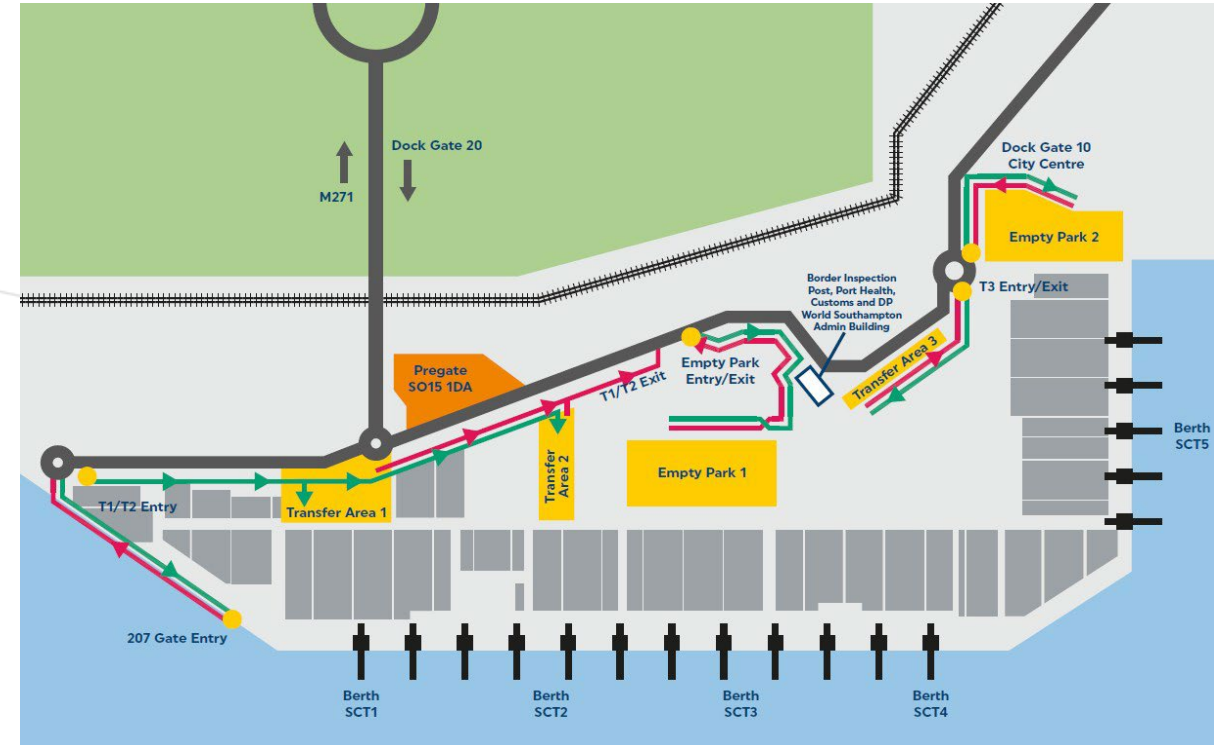 Dock Gate 20
M271
Dock Gate 10
City Centre
Empty Park 2
Border Inspection
Post, Port Health,
Customs and DP
World Southampton
Admin Building
T3 Entry/Exit
Pregate
SO15 1DA
Empty Park
Entry/Exit
T1/T2 Exit
Transfer Area 3
Berth
SCT5
Transfer
Area 2
Empty Park 1
T1/T2 Entry
Transfer Area 1
207 Gate Entry
Berth
SCT1
Berth
SCT2
Berth
SCT3
Berth
SCT4